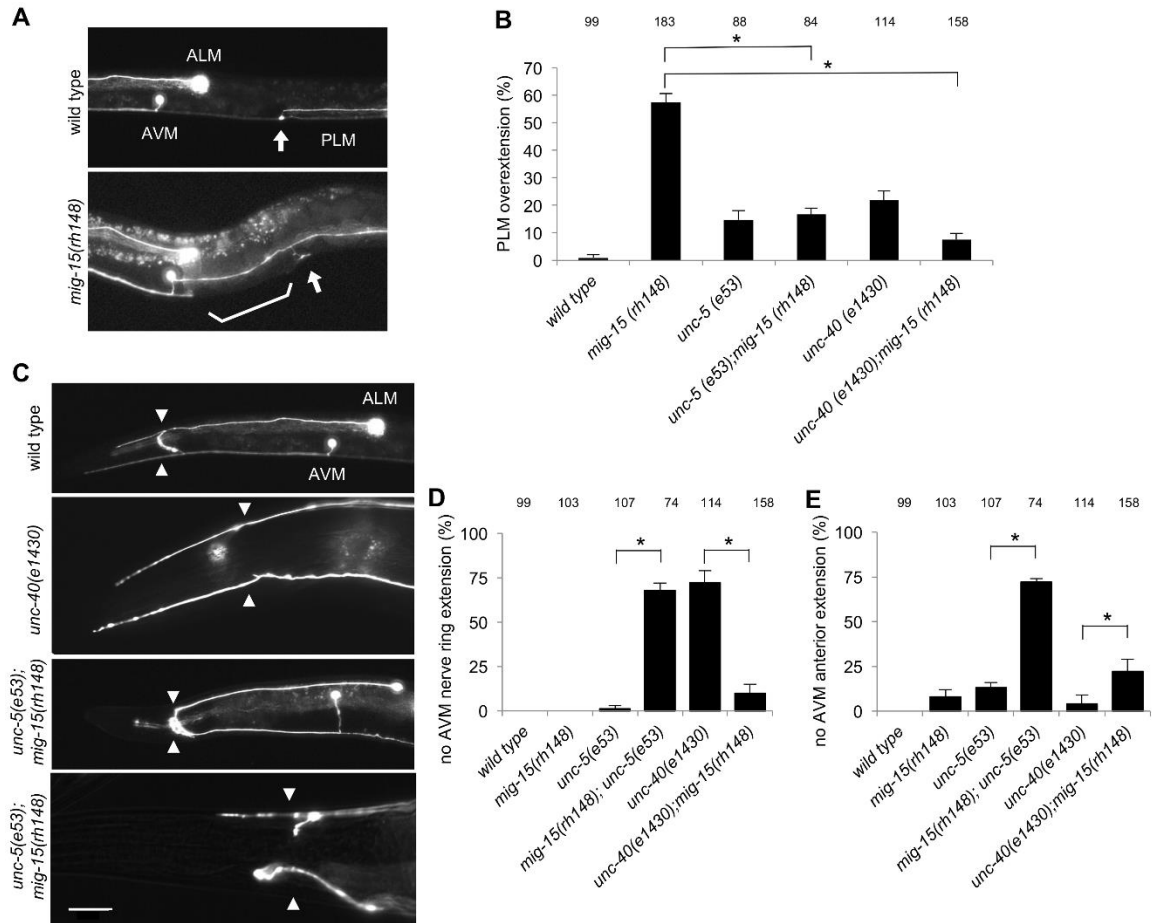 A
wild type
ALM
AVM
PLM
mig-15(rh148)
B
99 183 88 84 114 158
*
*
PLM overextension (%)
70
60
50
40
30
20
10
0
wild type
mig-15 (rh148)
unc-5 (e53)
unc-5 (e53);mig-15 (rh148)
unc-40 (e1430)
unc-40 (e1430);mig-15 (rh148)
C
wild type
ALM
AVM
unc-40(e1430)
unc-5(e53);
mig-15(rh148)
unc-5(e53);
mig-15(rh148)
D
99 103 107 74 114 158
*
*
no AVM nerve ring extension (%)
100
75
50
25
0
wild type
mig-15(rh148)
unc-5(e53)
mig-15(rh148); unc-5(e53)
unc-40(e1430)
unc-40(e1430);mig-15(rh148)
E
99 103 107 74 114 158
*
*
no AVM anterior extension (%)
100
75
50
25
0
wild type
mig-15(rh148)
unc-5(e53)
mig-15(rh148); unc-5(e53)
unc-40(e1430)
unc-40(e1430);mig-15(rh148)